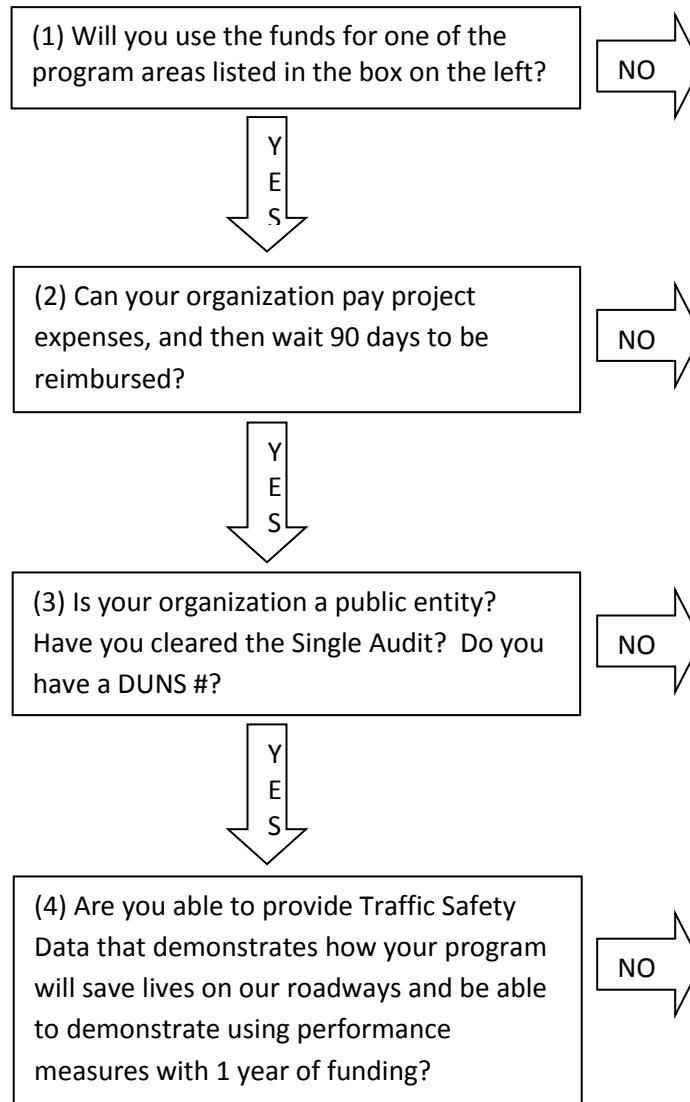 (1) Will you use the funds for one of the
program areas listed in the box on the left?
NO
Y
E
S
(2) Can your organization pay project
expenses, and then wait 90 days to be
reimbursed?
NO
Y
E
S
(3) Is your organization a public entity?
Have you cleared the Single Audit?  Do you
have a DUNS #?
NO
Y
E
S
(4) Are you able to provide Traffic Safety
Data that demonstrates how your program
will save lives on our roadways and be able
to demonstrate using performance
measures with 1 year of funding?
NO